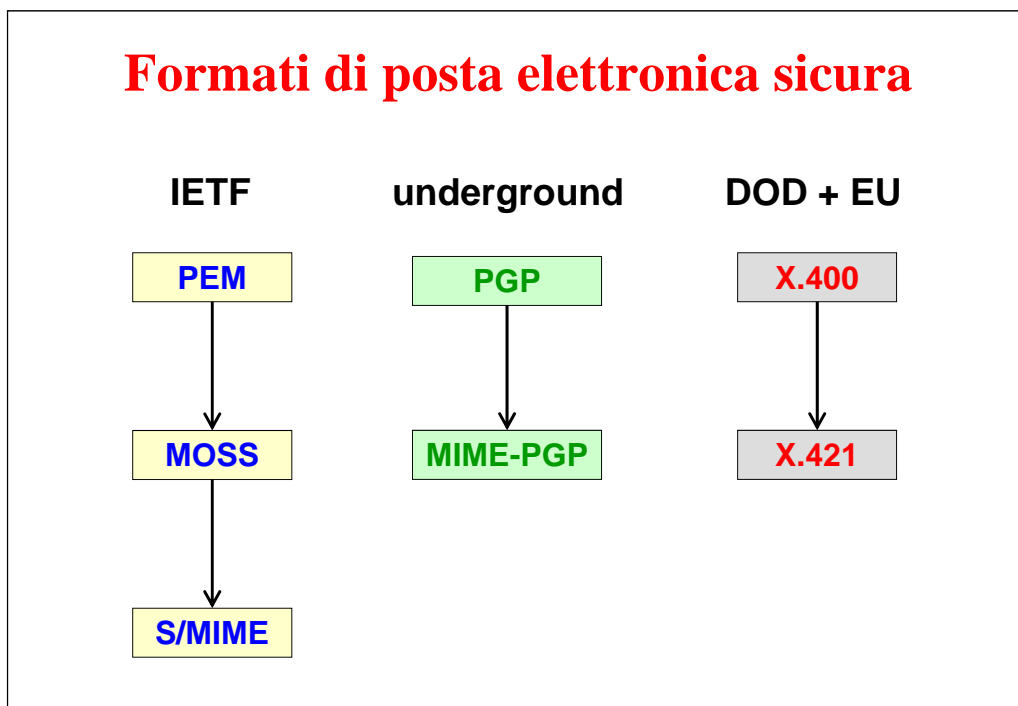 Formati di posta elettronica sicura
IETF
underground
DOD + EU
PEM
PGP
X.400
MOSS
MIME-PGP
X.421
S/MIME